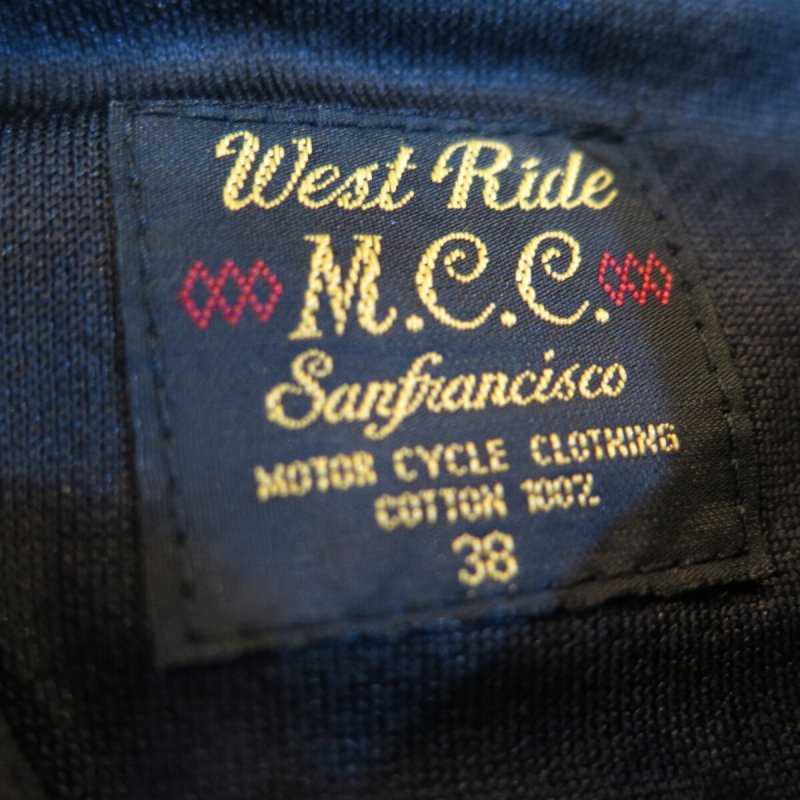 West Ride
M.C.C.
Sanfrancisco
MOTOR CYCLE CLOTHING
COTTON 100%
38